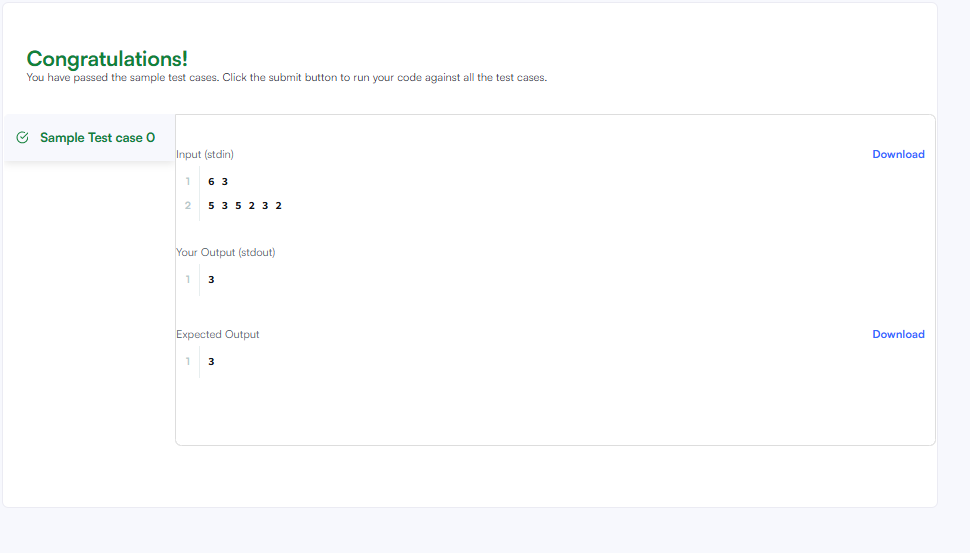 Congratulations!
You have passed the sample test cases. Click the submit button to run your code against all the test cases.
Sample Test case 0
Input (stdin)
Download
1 6 3
2 5 3 5 2 3 2
Your Output (stdout)
1 3
Expected Output
Download
1 3